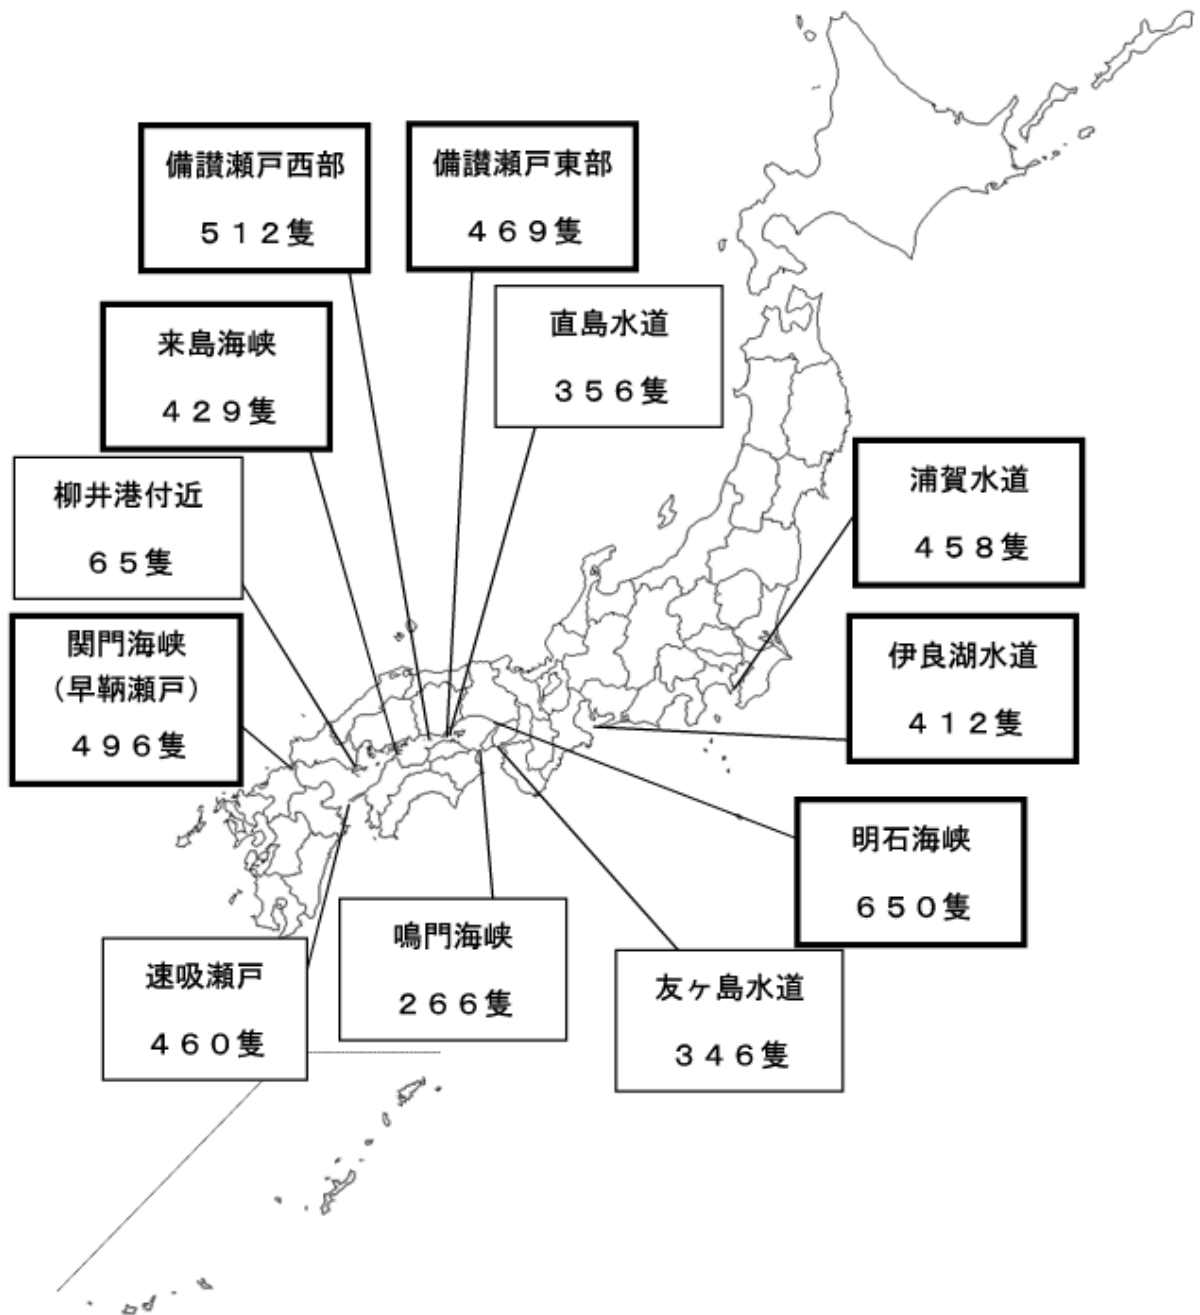 備讃瀬戸西部
５１２隻
備讃瀬戸東部
４６９隻
来島海峡
４２９隻
直島水道
３５６隻
柳井港付近
６５隻
浦賀水道
４５８隻
関門海峡
（早鞆瀬戸）
４９６隻
伊良湖水道
４１２隻
明石海峡
６５０隻
速吸瀬戸
４６０隻
鳴門海峡
２６６隻
友ヶ島水道
３４６隻